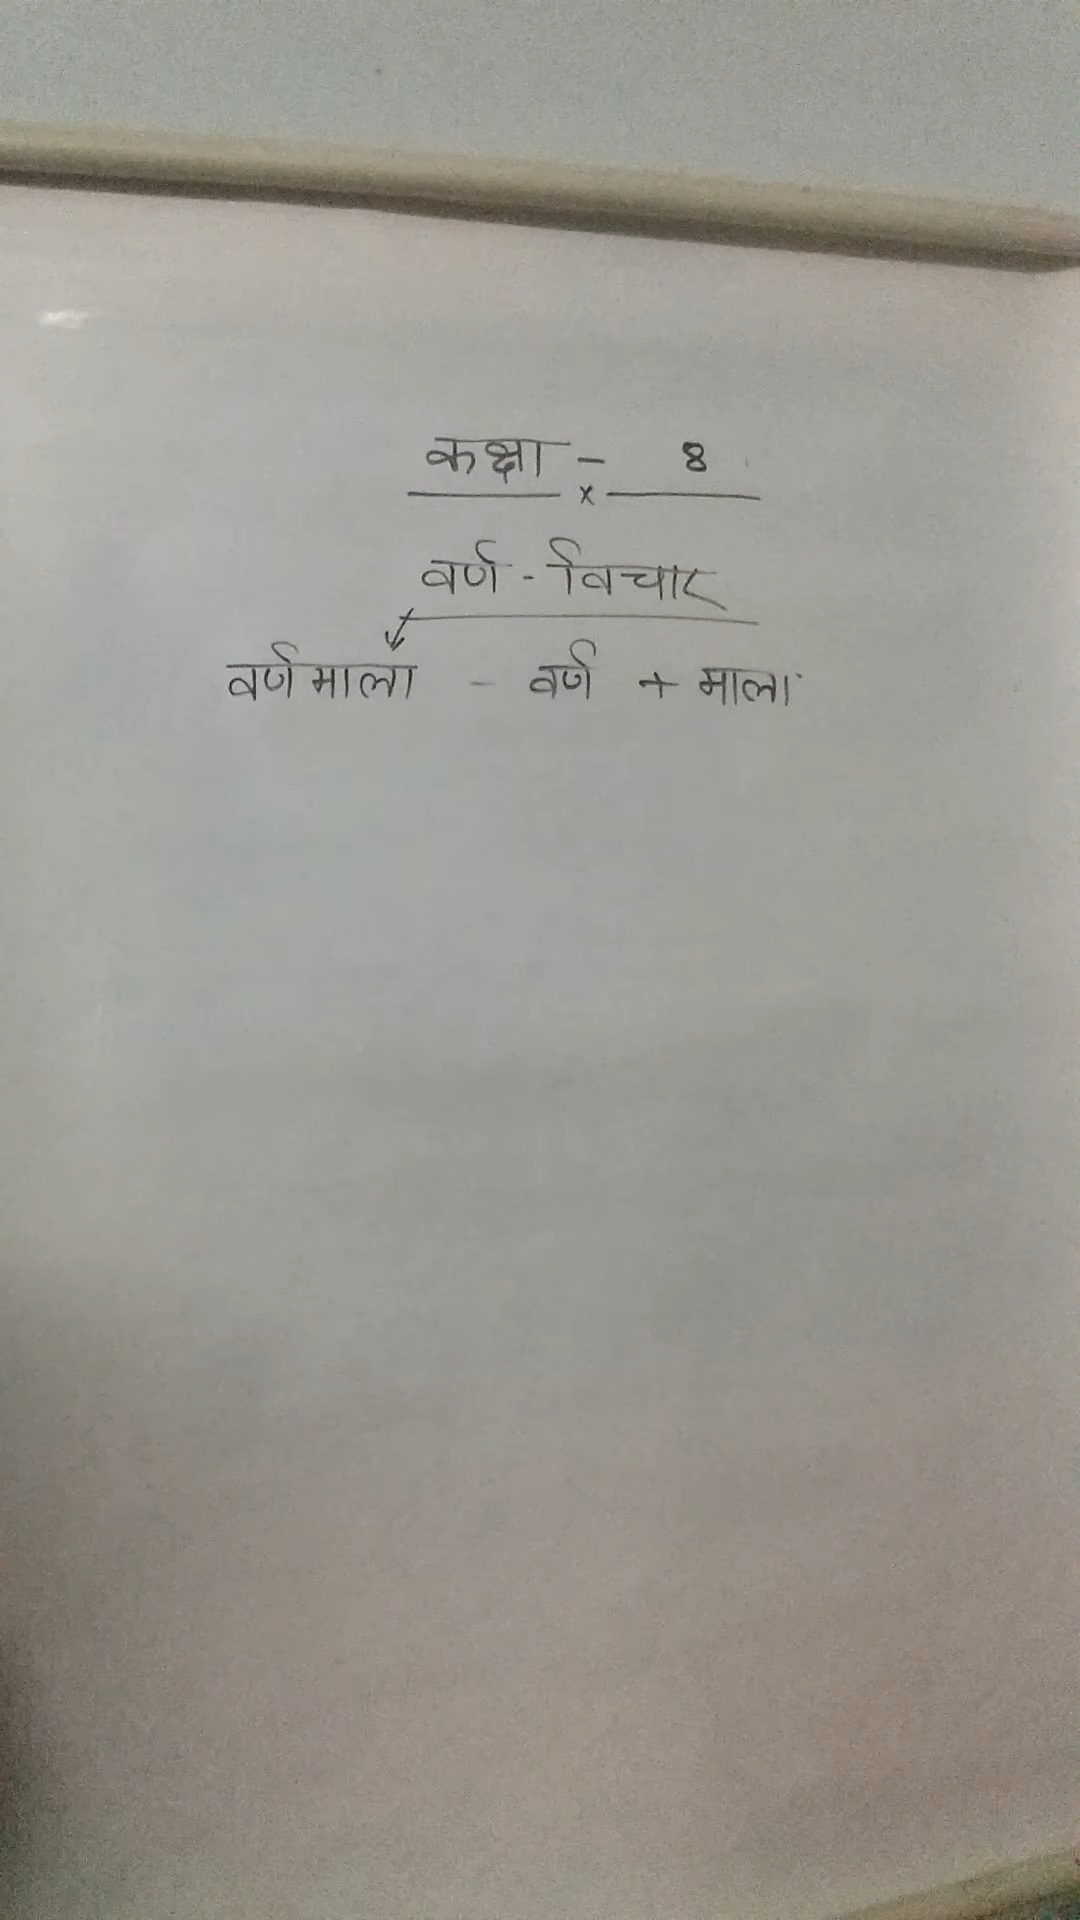 कक्षा - 8
x
वर्ण - विचार
वर्णमाला - वर्ण + माला